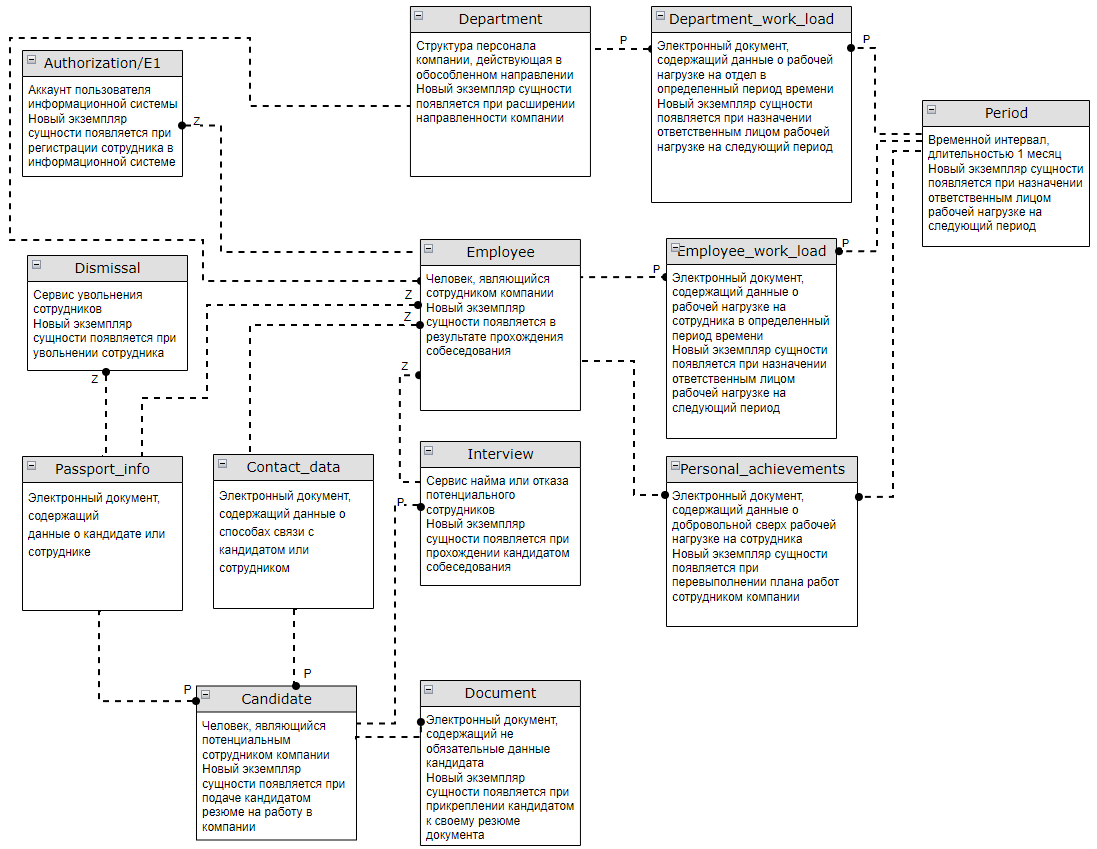 Department
Структура персонала
компании, действующая в
обособленном направлении
Новый экземпляр сущности
появляется при расширении
направленности компании
P
Department_work_load
Электронный документ,
содержащий данные о рабочей
нагрузке на отдел в
определенный период времени
Новый экземпляр сущности
появляется при назначении
ответственным лицом рабочей
нагрузке на следующий период
P
Authorization/E1
Аккаунт пользователя
информационной системы
Новый экземпляр
сущности появляется при
регистрации сотрудника в
информационной системе
Z
Period
Временной интервал,
длительностью 1 месяц
Новый экземпляр сущности
появляется при назначении
ответственным лицом
рабочей нагрузке на
следующий период
Dismissal
Сервис увольнения
сотрудников
Новый экземпляр
сущности появляется при
увольнении сотрудника
Z
Employee
Человек, являющийся
сотрудником компании
Новый экземпляр
сущности появляется в
результате прохождения
собеседования
Z
Z
Z
P
Employee_work_load
Электронный документ,
содержащий данные о
рабочей нагрузке на
сотрудника в определенный
период времени
Новый экземпляр сущности
появляется при назначении
ответственным лицом
рабочей нагрузке на
следующий период
P
Passport_info
Электронный документ,
содержащий
данные о кандидате или
сотруднике
Contact_data
Электронный документ,
содержащий данные о
способах связи с
кандидатом или
сотрудником
Interview
Сервис найма или отказа
потенциального
сотрудников
Новый экземпляр
сущности появляется при
прохождении кандидатом
собеседования
P
Personal_achievements
Электронный документ,
содержащий данные о
добровольной сверх рабочей
нагрузке на сотрудника
Новый экземпляр сущности
появляется при
перевыполнении плана работ
сотрудником компании
P
P
Candidate
Человек, являющийся
потенциальным
сотрудником компании
Новый экземпляр
сущности появляется при
подаче кандидатом
резюме на работу в
компании
Document
Электронный документ,
содержащий не
обязательные данные
кандидата
Новый экземпляр
сущности появляется при
прикреплении кандидатом
к своему резюме
документа